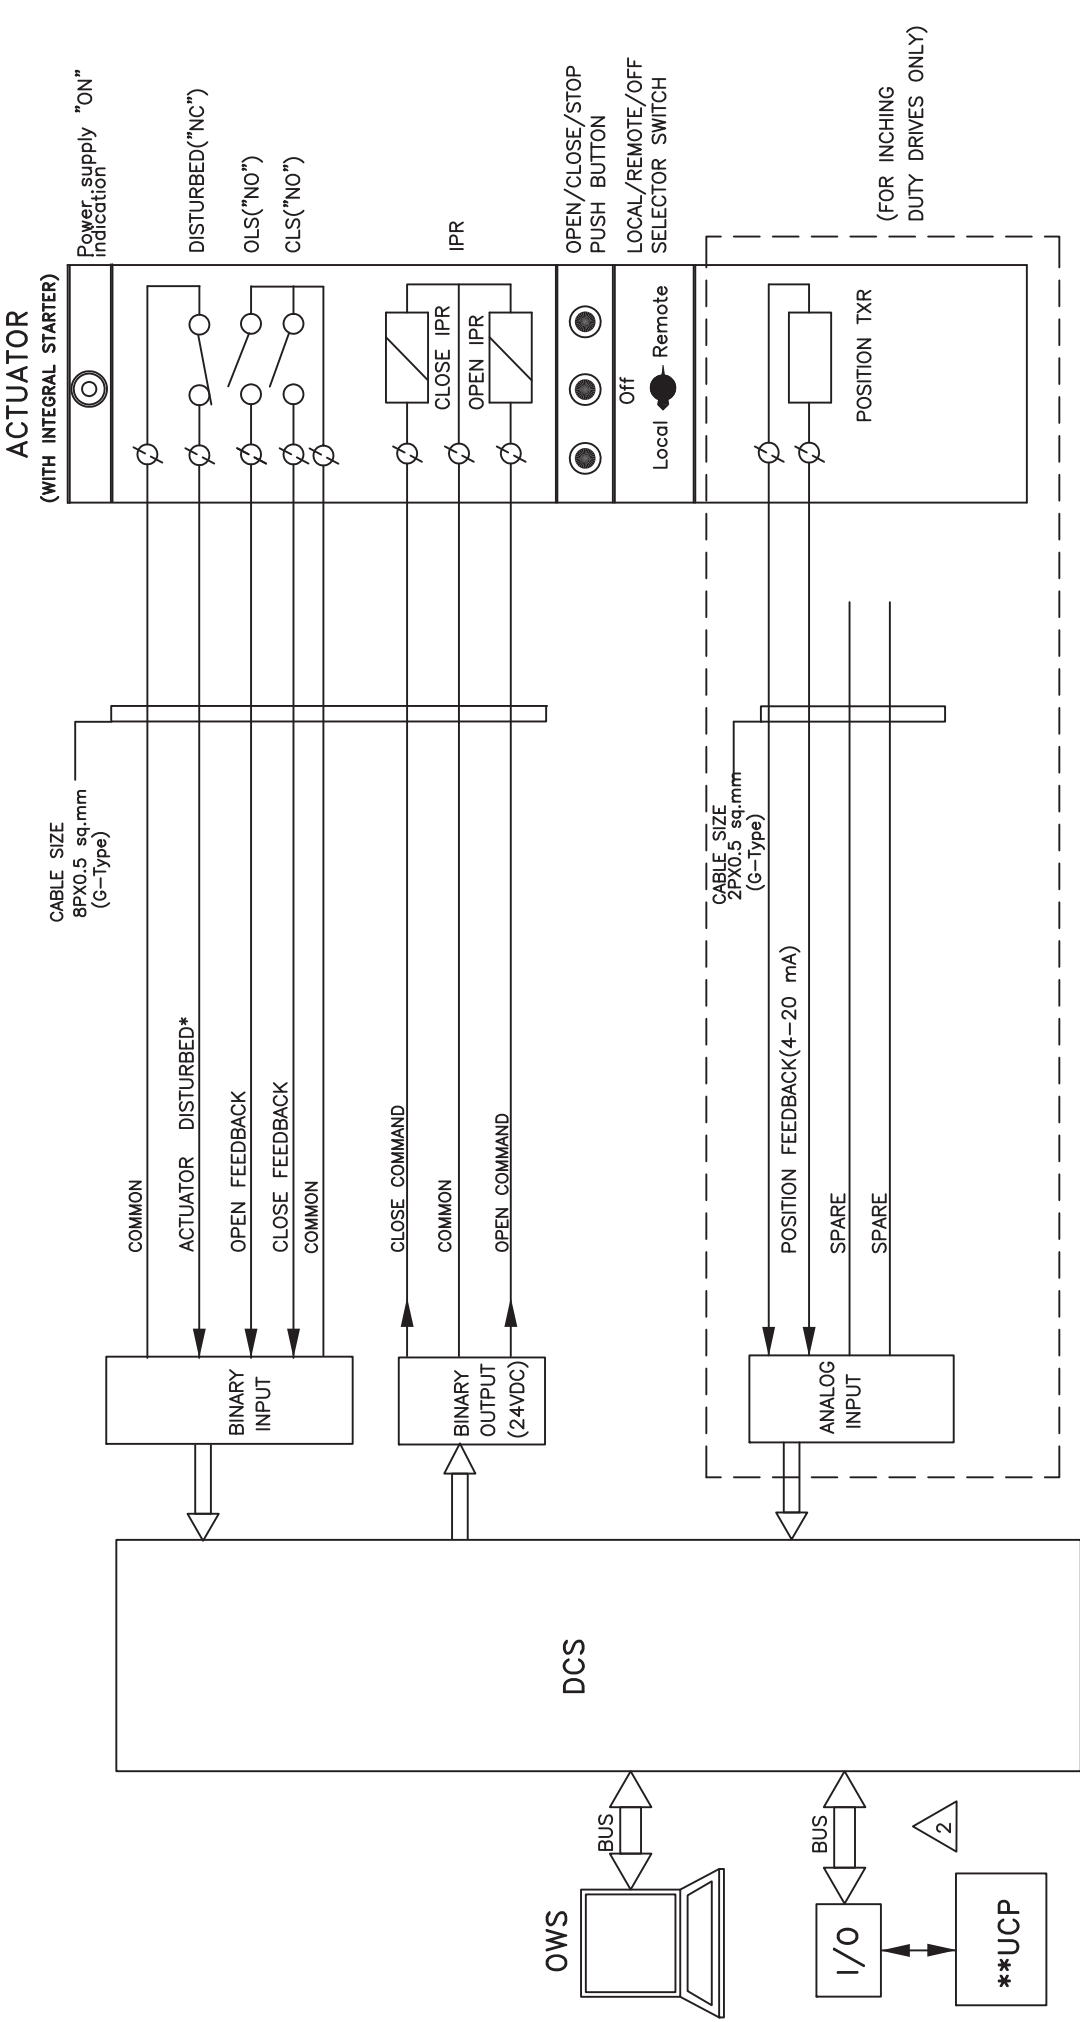 ACTUATOR
(WITH INTEGRAL STARTER)
Power supply "ON"
indication
DISTURBED("NC")
OLS("NO")
CLS("NO")
IPR
OPEN/CLOSE/STOP
PUSH BUTTON
LOCAL/REMOTE/OFF
SELECTOR SWITCH
(FOR INCHING
DUTY DRIVES ONLY)
CLOSE IPR
OPEN IPR
Off
Local
Remote
POSITION TXR
CABLE SIZE
8PX0.5 sq.mm
(G-Type)
CABLE SIZE
2PX0.5 sq.mm
(G-Type)
COMMON
ACTUATOR DISTURBED*
OPEN FEEDBACK
CLOSE FEEDBACK
COMMON
CLOSE COMMAND
COMMON
OPEN COMMAND
POSITION FEEDBACK(4-20 mA)
SPARE
SPARE
BINARY
INPUT
BINARY
OUTPUT
(24VDC)
ANALOG
INPUT
DCS
BUS
BUS
2
OWS
I/O
**UCP